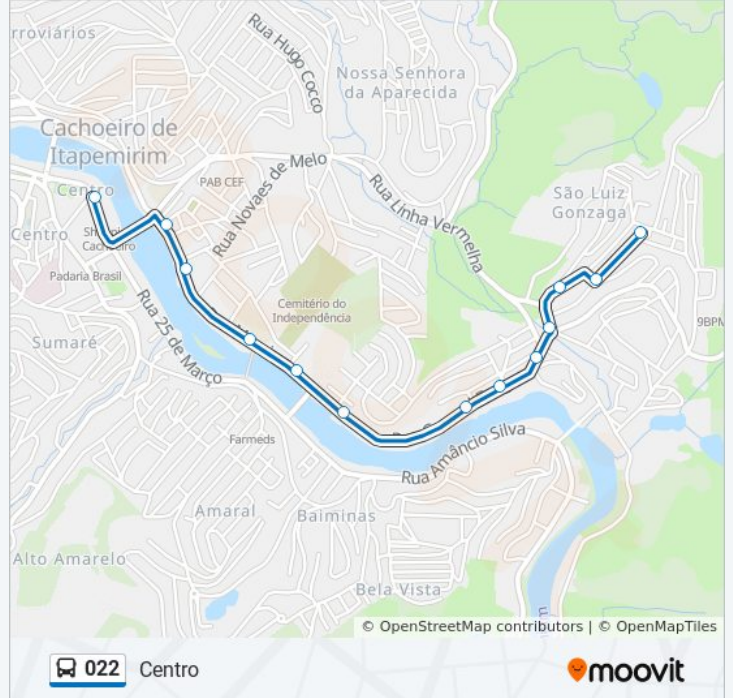 rroviários
Rua Hugo Cocco
Nossa Senhora
da Aparecida
Cachoeiro de
Itapemirim
PAB CEF
Rua Novaes de Melo
Rua Linha Vermelha
Centro
São Luiz
Gonzaga
Centro
Cachoeiro
Padaria Brasil
Rua 25 de Março
Cemitério do
Independência
9BPM
Sumaré
Farmeds
Rua Amâncio Silva
Amaral
Baiminas
Alto Amarelo
Bela Vista
© OpenStreetMap contributors | © OpenMapTiles
022 Centro
moovit